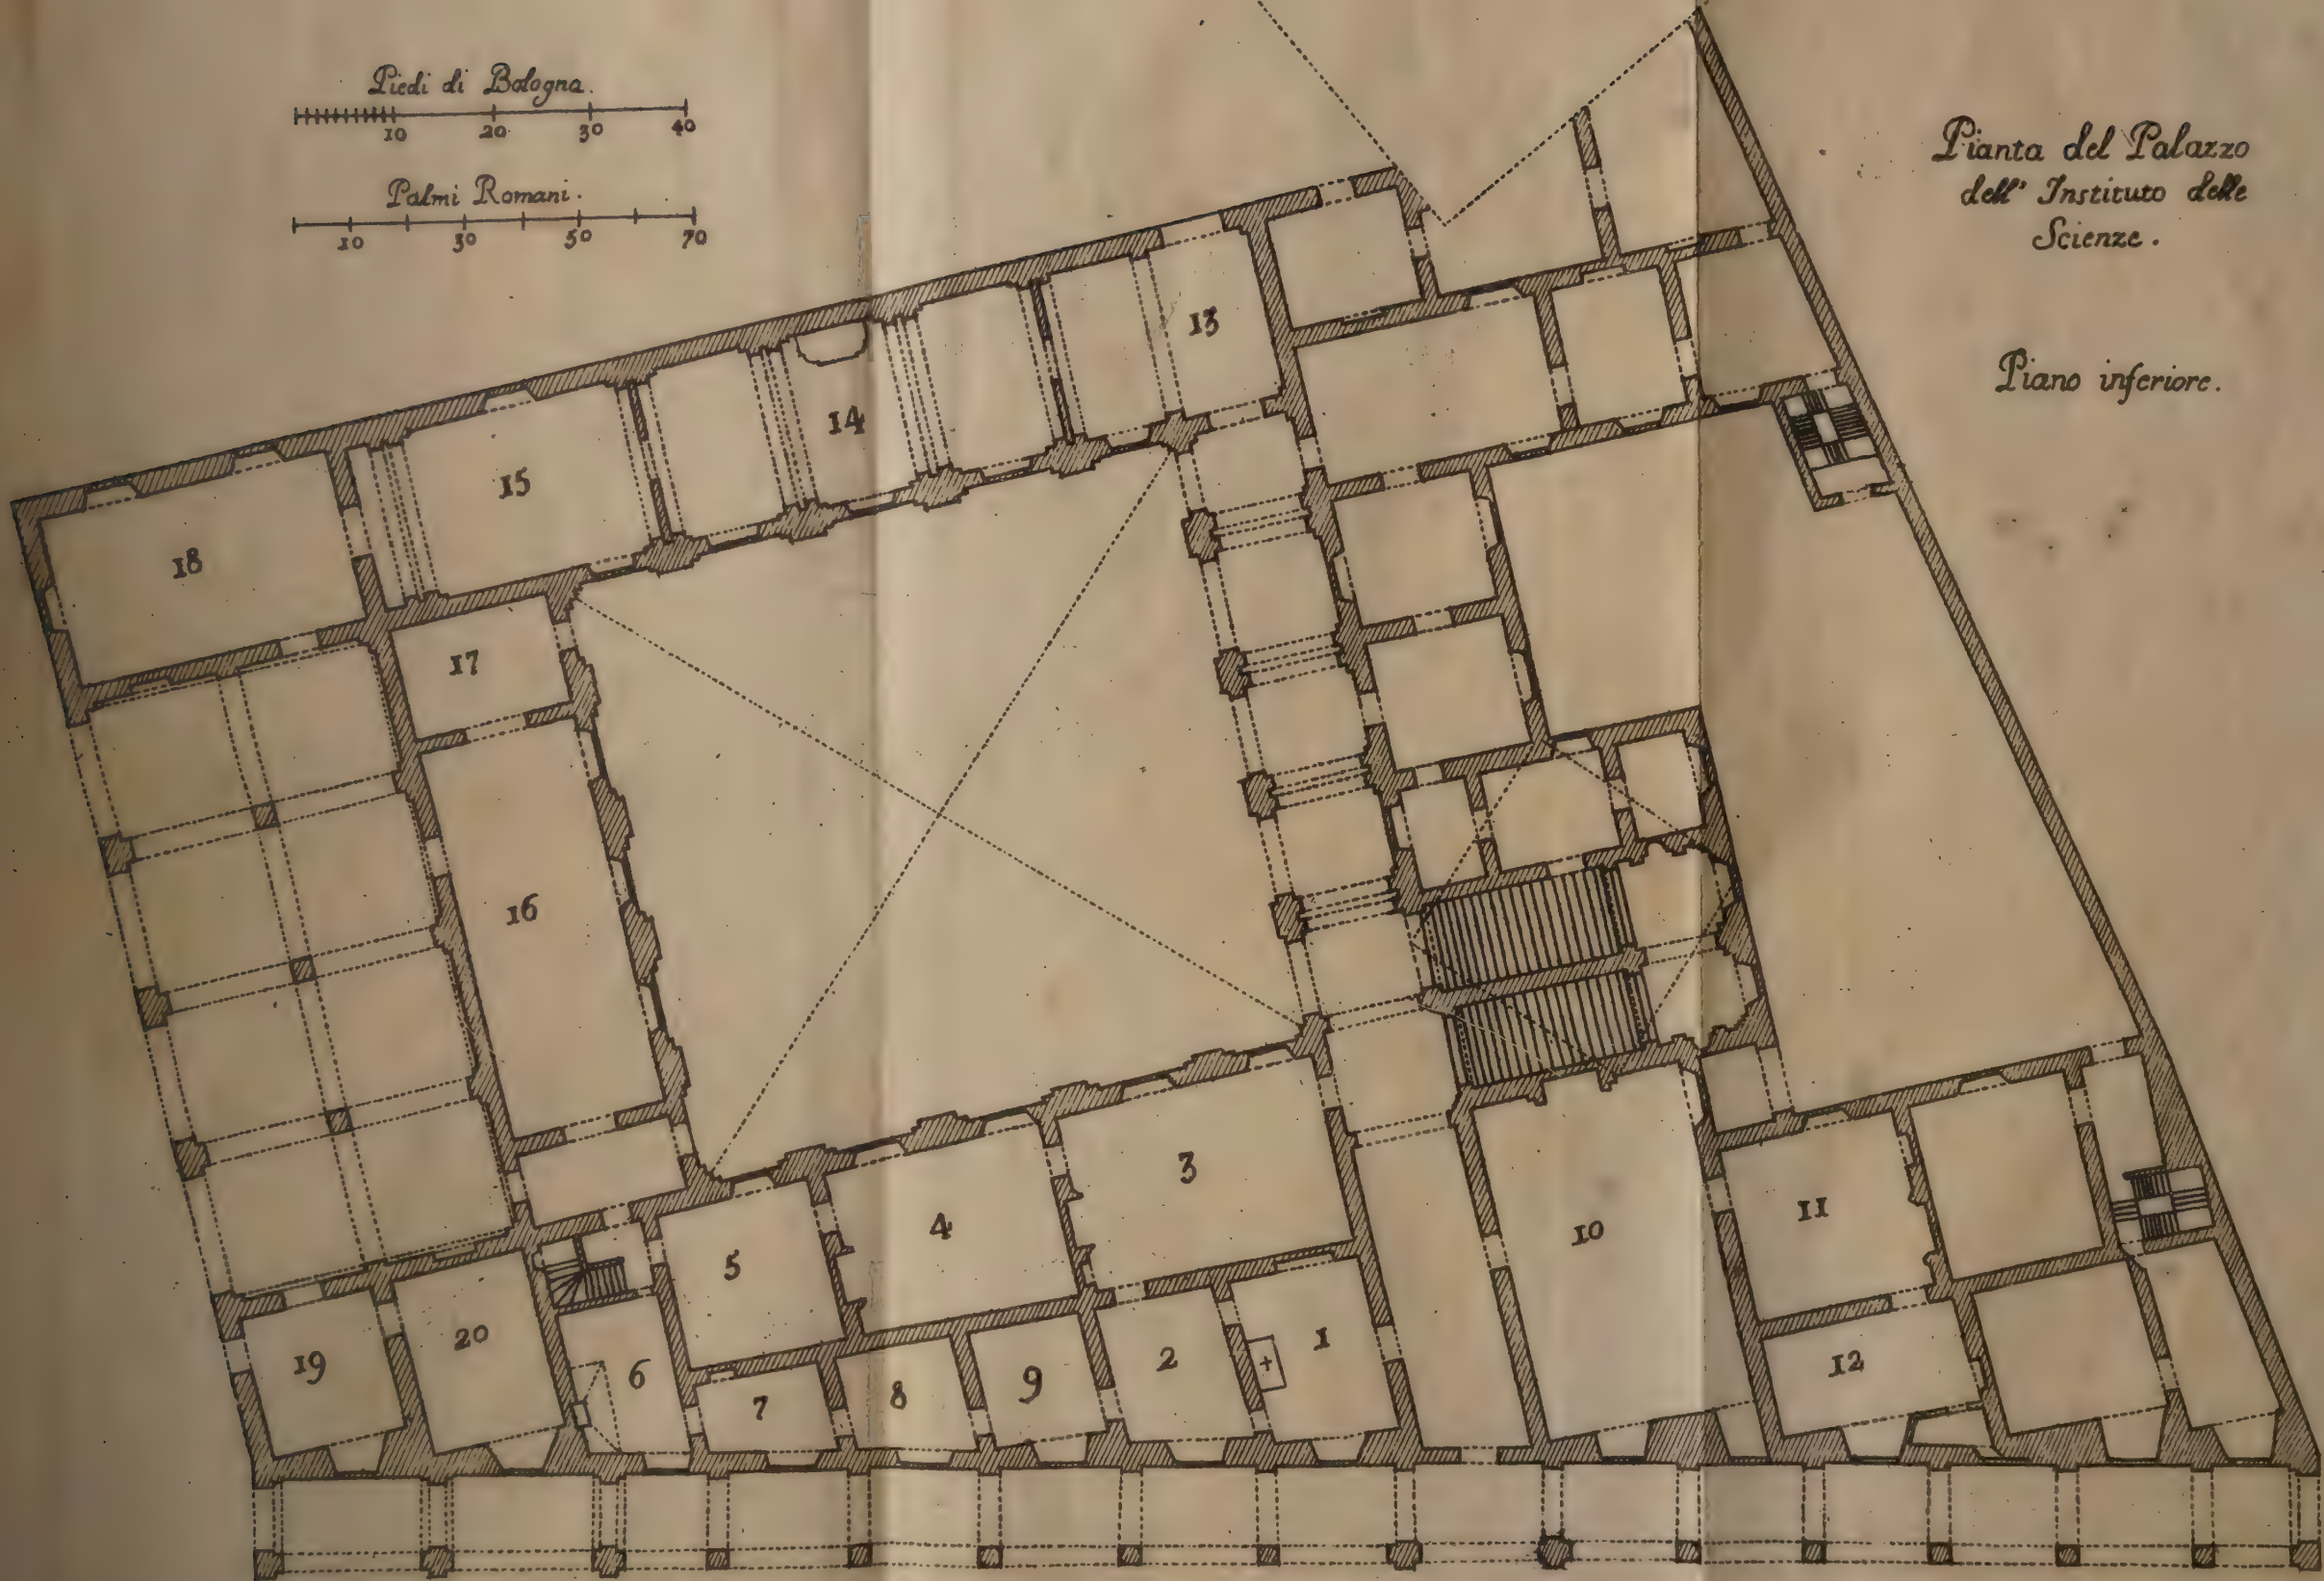 Piedi di Bologna.
10 20 30 40
Palmi Romani.
10 30 50 70
Pianta del Palazzo
dell' Instituto delle
Scienze.
Piano inferiore.
13
14
15
18
17
16
3
4
5
10
11
12
1
2
9
8
7
6
20
19